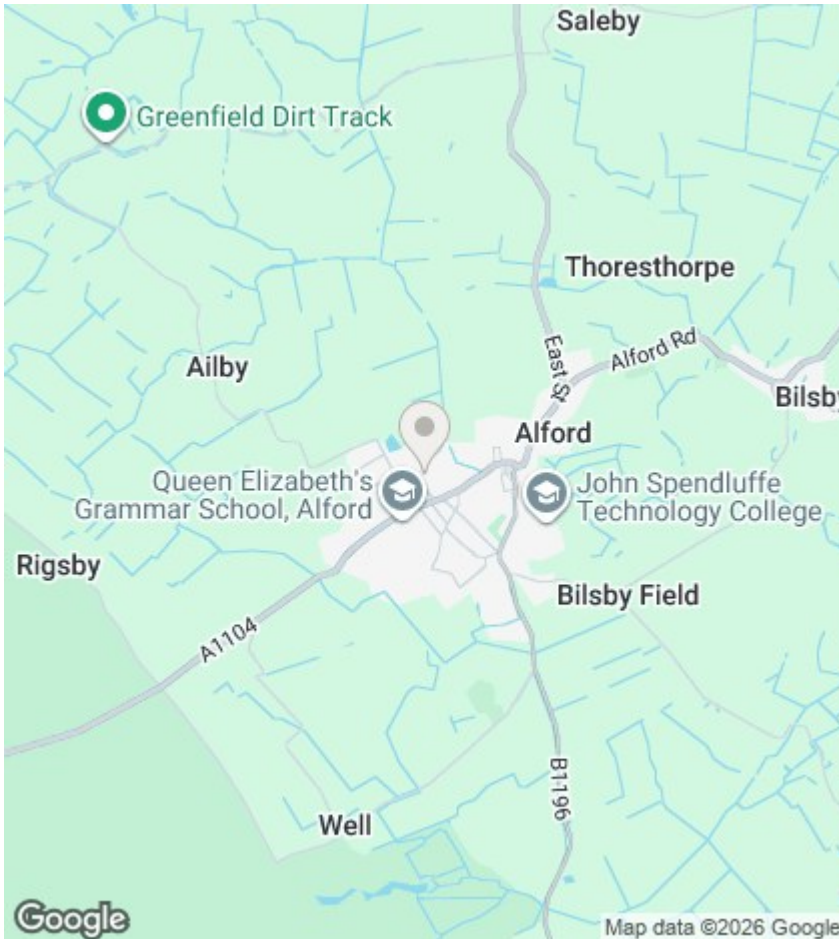 Saleby
Greenfield Dirt Track
Thoresthorpe
East St
Alford Rd
Ailby
Bilsby
Alford
Queen Elizabeth's
Grammar School, Alford
John Spendluffe
Technology College
Rigsby
Bilsby Field
A1104
B1196
Well
Google
Map data ©2026 Google